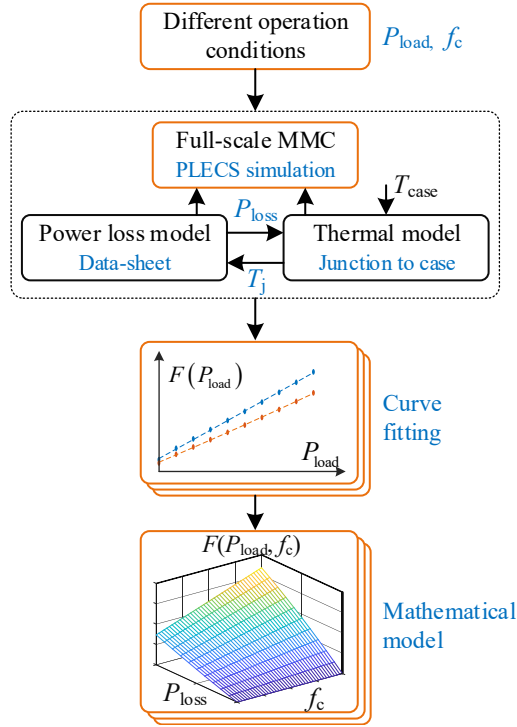 Different operation
conditions
P_load, f_c
Full-scale MMC
PLECS simulation
T_case
P_loss
Power loss model
Data-sheet
Thermal model
Junction to case
T_j
F(P_load)
P_load
Curve
fitting
F(P_load, f_c)
P_loss
f_c
Mathematical
model